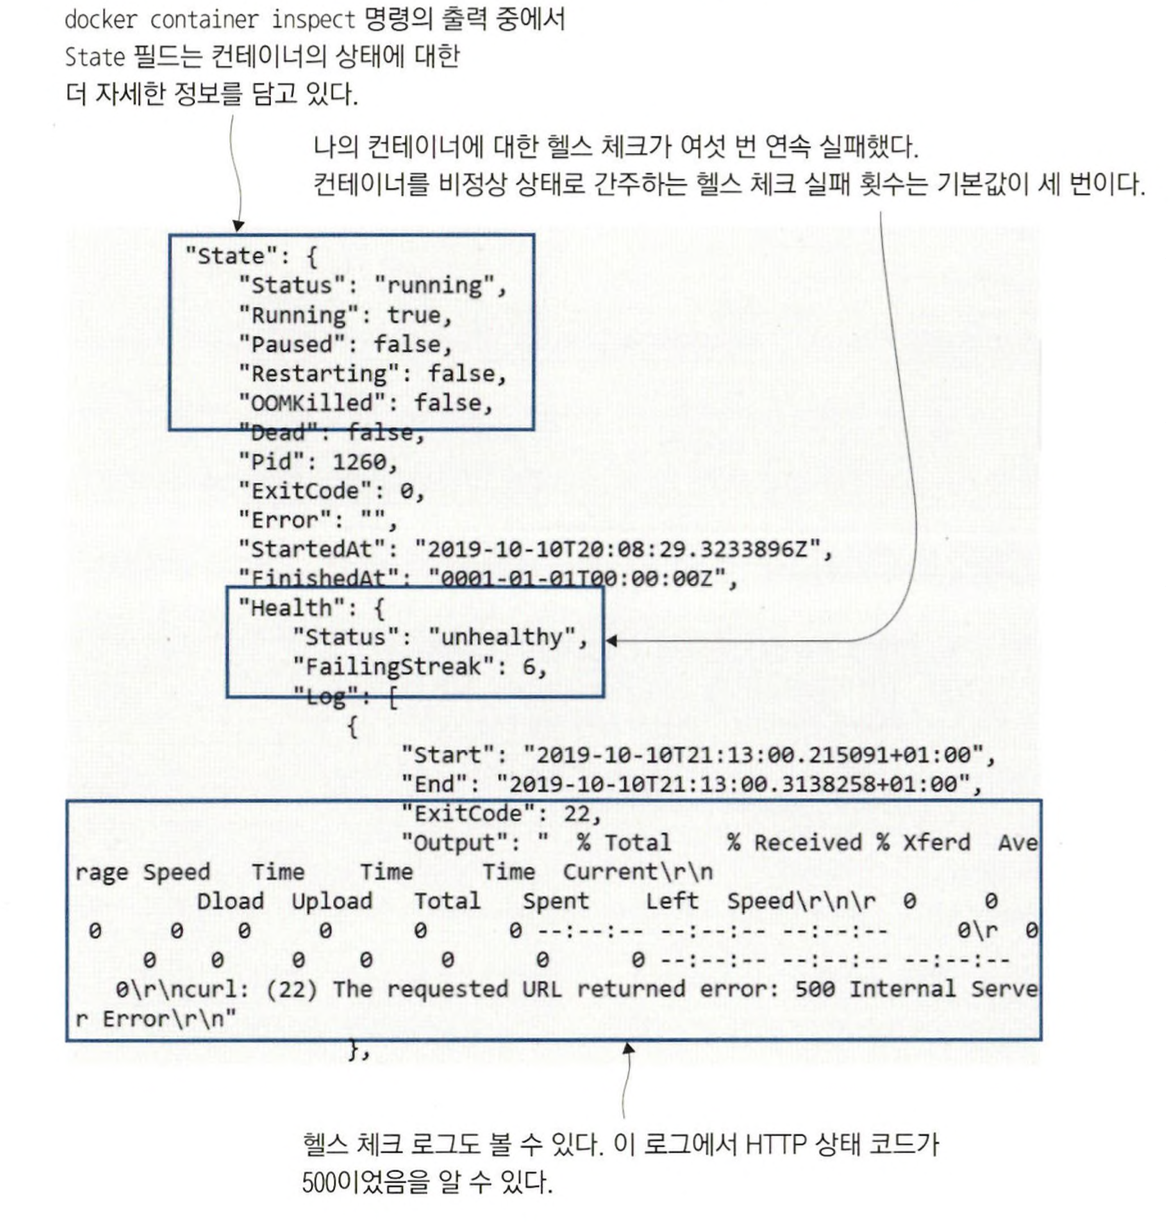 docker container inspect 명령의 출력 중에서
State 필드는 컨테이너의 상태에 대한
더 자세한 정보를 담고 있다.
나의 컨테이너에 대한 헬스 체크가 여섯 번 연속 실패했다.
컨테이너를 비정상 상태로 간주하는 헬스 체크 실패 횟수는 기본값이 세 번이다.
"State": {
"Status": "running",
"Running": true,
"Paused": false,
"Restarting": false,
"OOMKilled": false,
"Dead": false,
"Pid": 1260,
"ExitCode": 0,
"Error": "",
"StartedAt": "2019-10-10T20:08:29.3233896Z",
"FinishedAt": "0001-01-01T00:00:00Z",
"Health": {
"Status": "unhealthy",
"FailingStreak": 6,
"Log": [
{
"Start": "2019-10-10T21:13:00.215091+01:00",
"End": "2019-10-10T21:13:00.3138258+01:00",
"ExitCode": 22,
"Output": "  % Total    % Received % Xferd  Ave
rage Speed   Time    Time     Time  Current\r\n
Dload  Upload   Total   Spent    Left  Speed\r\n\r  0     0
0     0    0     0      0      0 --:--:-- --:--:-- --:--:--     0\r  0
0    0     0    0     0      0      0 --:--:-- --:--:-- --:--:--
0\r\ncurl: (22) The requested URL returned error: 500 Internal Serve
r Error\r\n"
},
헬스 체크 로그도 볼 수 있다. 이 로그에서 HTTP 상태 코드가
500이었음을 알 수 있다.